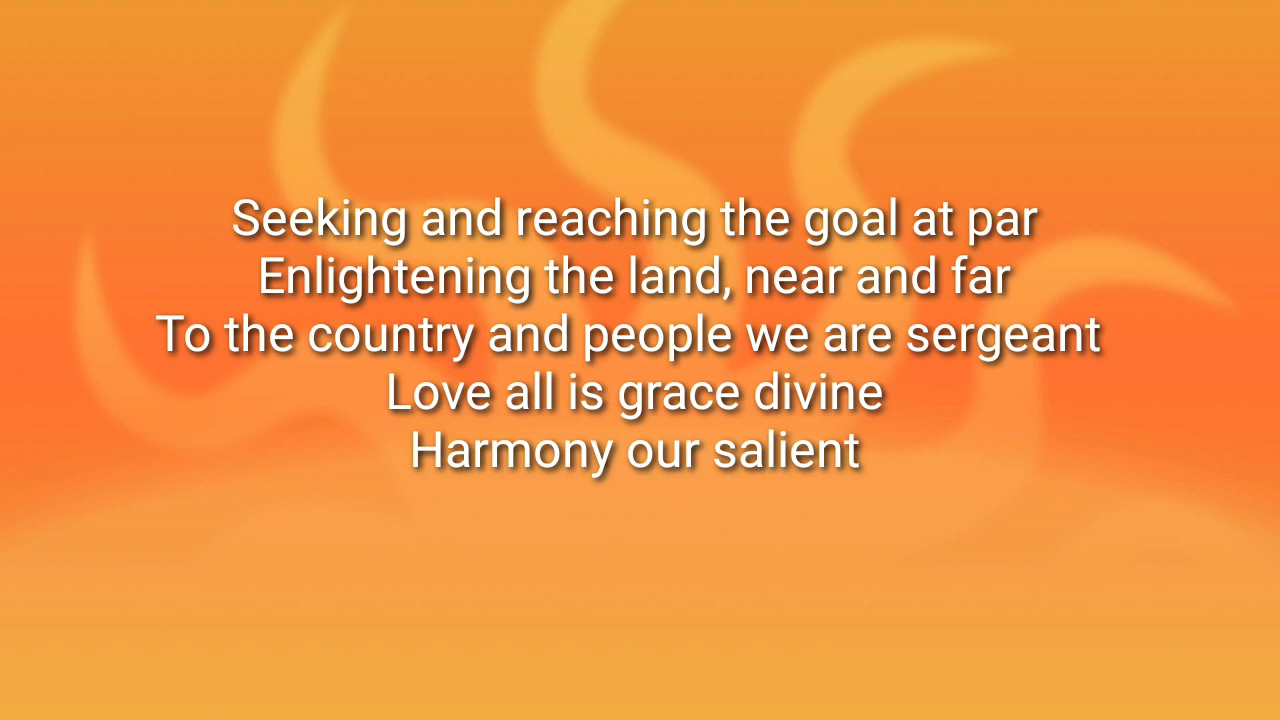 Seeking and reaching the goal at par
Enlightening the land, near and far
To the country and people we are sergeant
Love all is grace divine
Harmony our salient